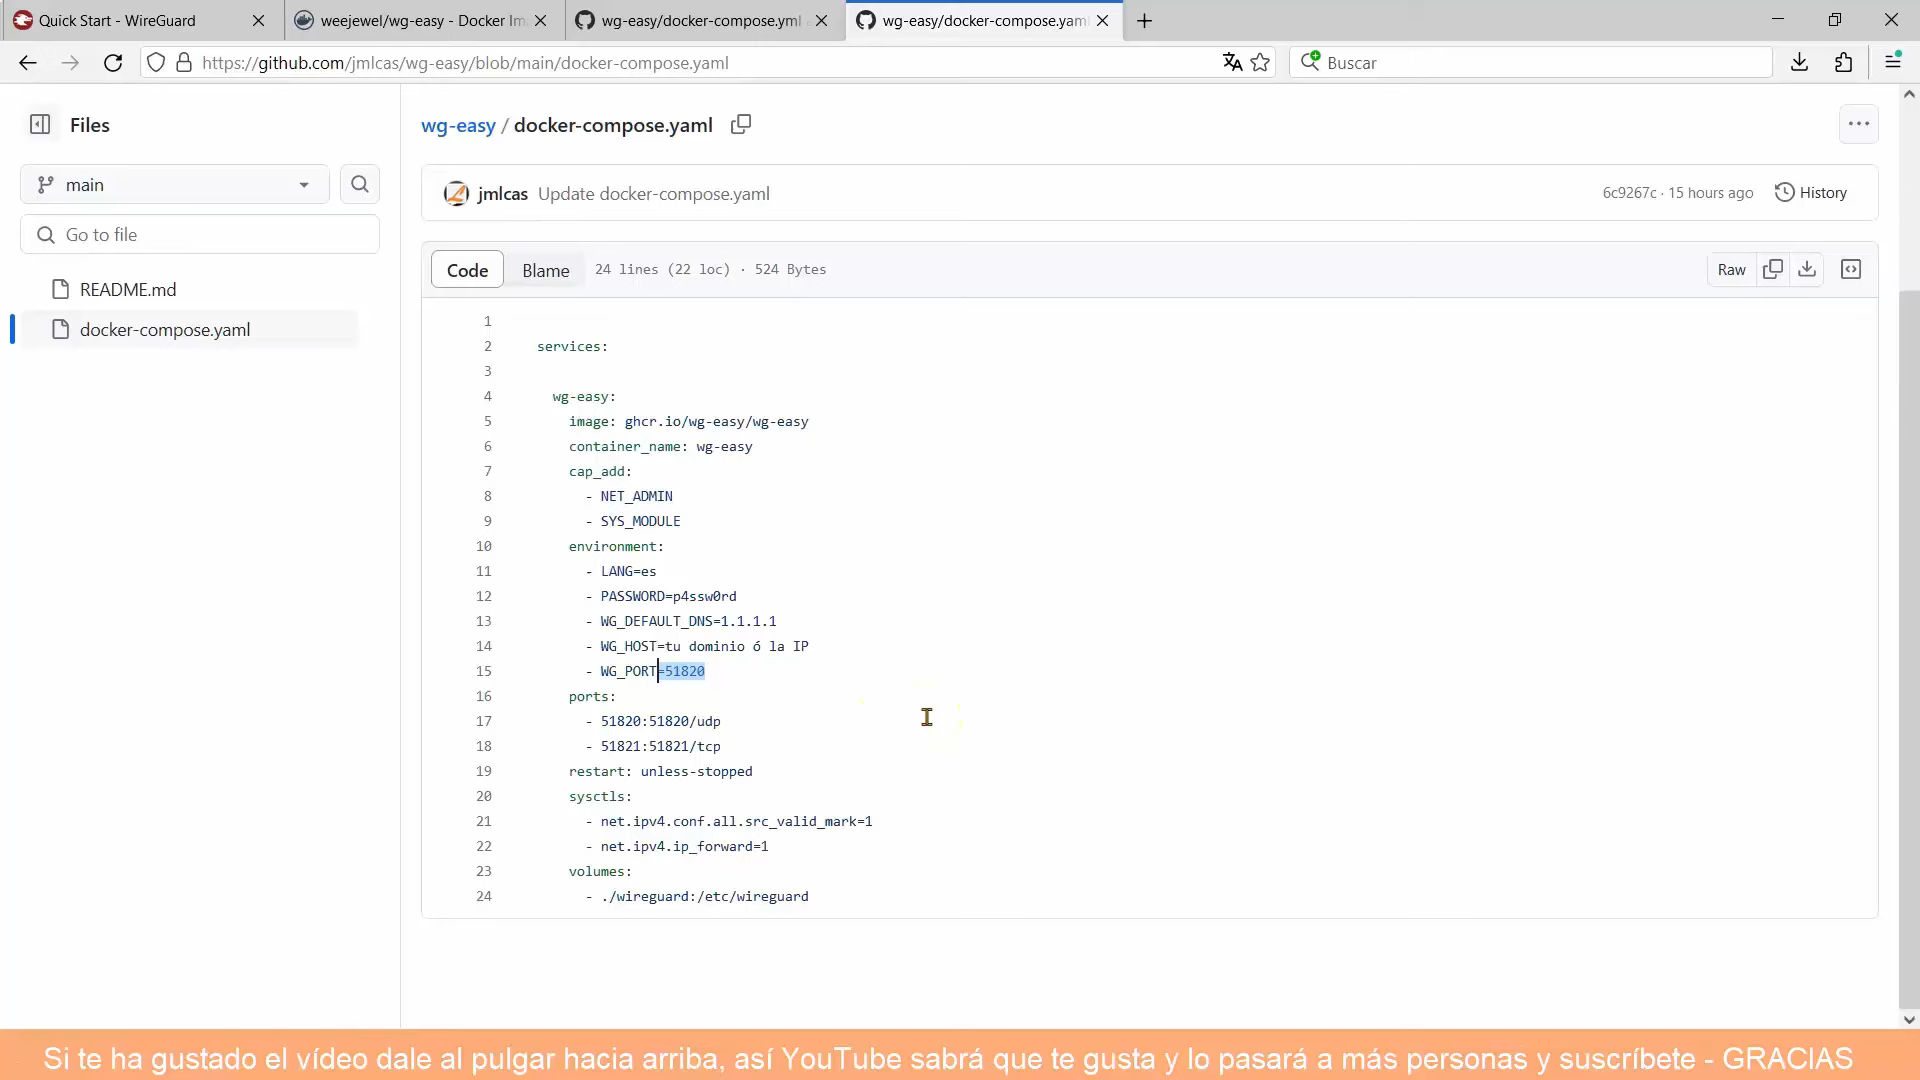 Quick Start - WireGuard
weejewel/wg-easy - Docker Im
wg-easy/docker-compose.yml
wg-easy/docker-compose.yaml
https://github.com/jmlcas/wg-easy/blob/main/docker-compose.yaml
Buscar
Files
main
Go to file
README.md
docker-compose.yaml
wg-easy / docker-compose.yaml
jmlcas Update docker-compose.yaml
6c9267c · 15 hours ago
History
Code
Blame
24 lines (22 loc) · 524 Bytes
Raw
1
2 services:
3
4 wg-easy:
5 image: ghcr.io/wg-easy/wg-easy
6 container_name: wg-easy
7 cap_add:
8 - NET_ADMIN
9 - SYS_MODULE
10 environment:
11 - LANG=es
12 - PASSWORD=p4ssw0rd
13 - WG_DEFAULT_DNS=1.1.1.1
14 - WG_HOST=tu dominio ó la IP
15 - WG_PORT=51820
16 ports:
17 - 51820:51820/udp
18 - 51821:51821/tcp
19 restart: unless-stopped
20 sysctls:
21 - net.ipv4.conf.all.src_valid_mark=1
22 - net.ipv4.ip_forward=1
23 volumes:
24 - ./wireguard:/etc/wireguard
Si te ha gustado el vídeo dale al pulgar hacia arriba, así YouTube sabrá que te gusta y lo pasará a más personas y suscríbete - GRACIAS